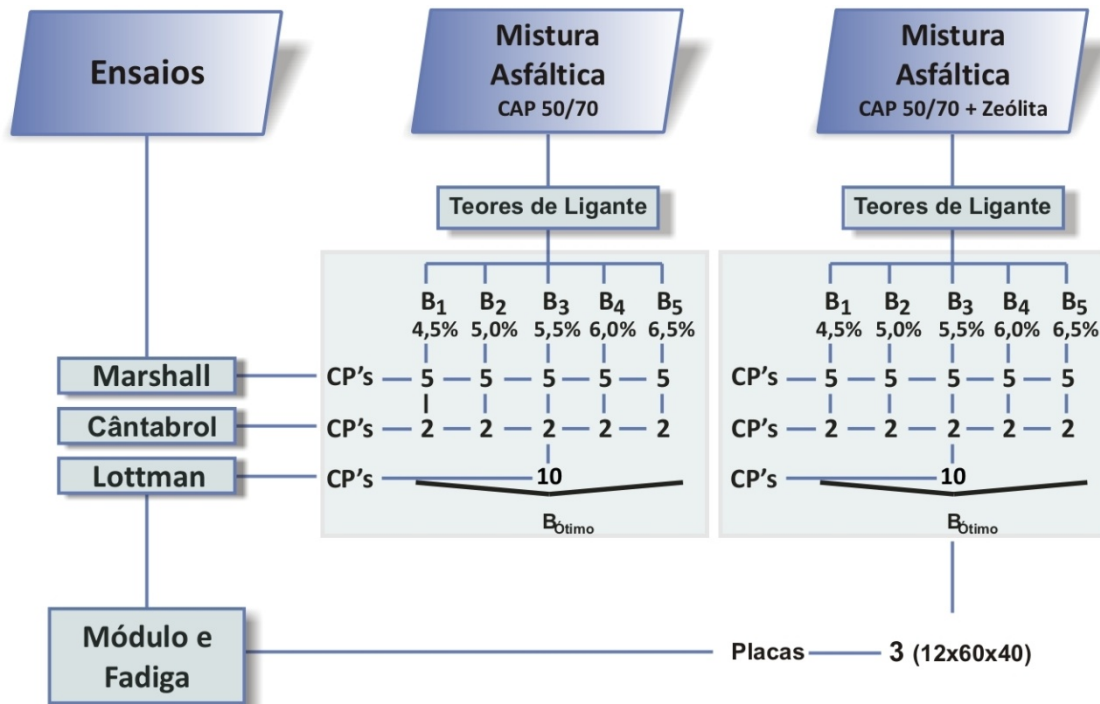 Ensaios
Mistura
Asfáltica
CAP 50/70
Mistura
Asfáltica
CAP 50/70 + Zeólita
Teores de Ligante
Teores de Ligante
B1 B2 B3 B4 B5
4,5% 5,0% 5,5% 6,0% 6,5%
B1 B2 B3 B4 B5
4,5% 5,0% 5,5% 6,0% 6,5%
Marshall
CP's 5 5 5 5 5
CP's 5 5 5 5 5
Cântabrol
CP's 2 2 2 2 2
CP's 2 2 2 2 2
Lottman
CP's 10
CP's 10
BÓtimo
BÓtimo
Módulo e
Fadiga
Placas 3 (12x60x40)